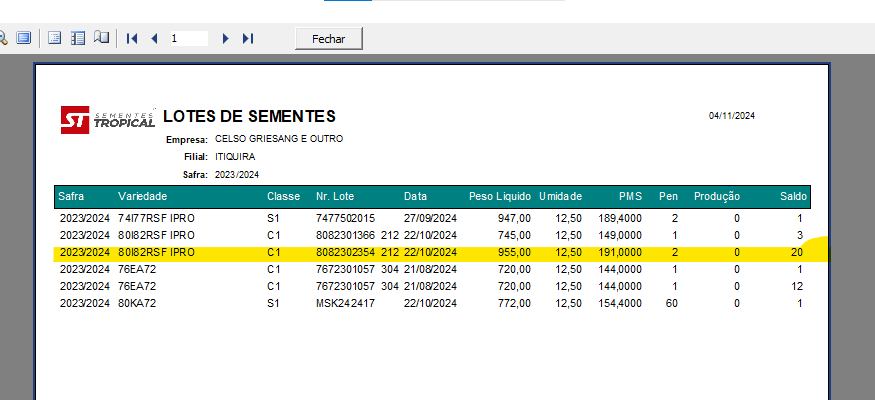 1 Fechar
ST SEMENTES TROPICAL LOTES DE SEMENTES 04/11/2024
Empresa: CELSO GRIESANG E OUTRO
Filial: ITIQUIRA
Safra: 2023/2024
Safra Variedade Classe Nr. Lote Data Peso Liquido Umidade PMS Pen Produção Saldo
2023/2024 74I77RSF IPRO S1 7477502015 27/09/2024 947,00 12,50 189,4000 2 0 1
2023/2024 80I82RSF IPRO C1 8082301366 212 22/10/2024 745,00 12,50 149,0000 1 0 3
2023/2024 80I82RSF IPRO C1 8082302354 212 22/10/2024 955,00 12,50 191,0000 2 0 20
2023/2024 76EA72 C1 7672301057 304 21/08/2024 720,00 12,50 144,0000 1 0 1
2023/2024 76EA72 C1 7672301057 304 21/08/2024 720,00 12,50 144,0000 1 0 12
2023/2024 80KA72 S1 MSK242417 22/10/2024 772,00 12,50 154,4000 60 0 1